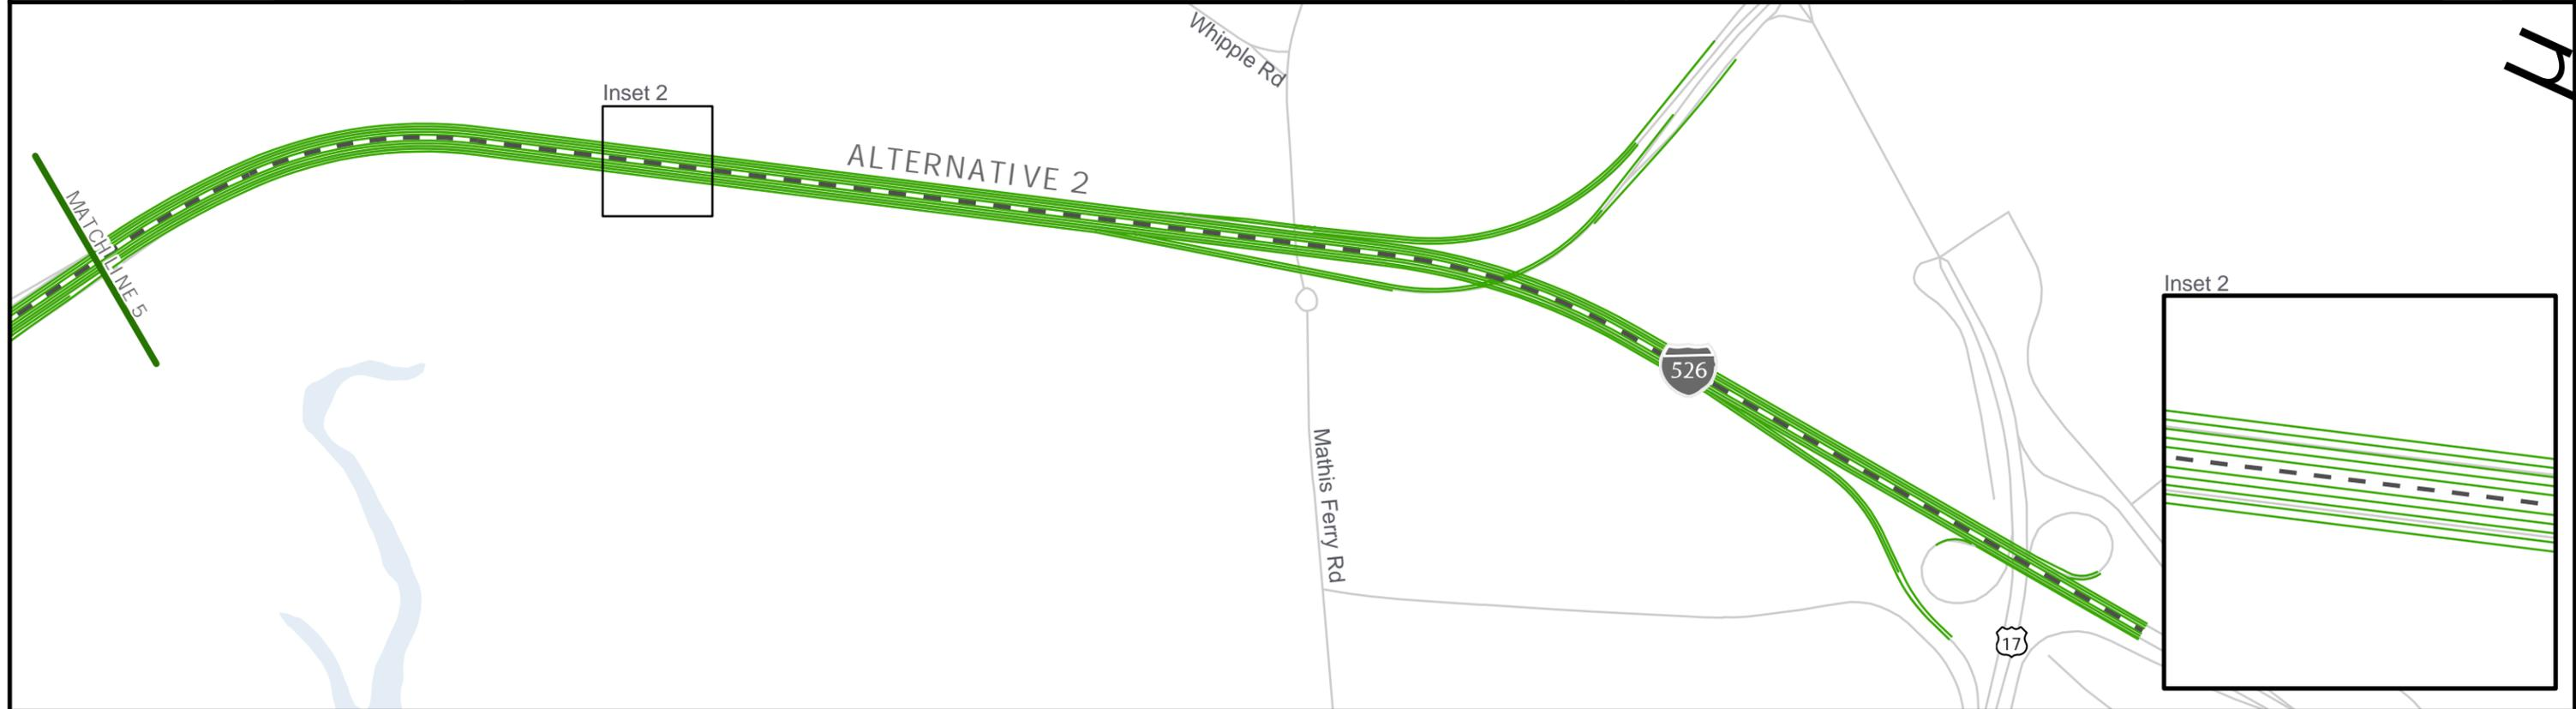 Whipple Rd
Inset 2
ALTERNATIVE 2
MATCHLINE 5
Inset 2
526
Mathis Ferry Rd
17